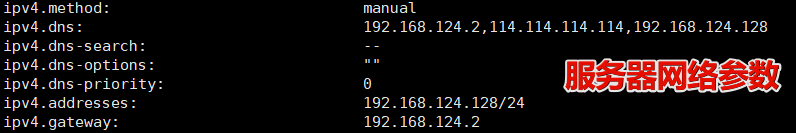 ipv4.method: manual
ipv4.dns: 192.168.124.2,114.114.114.114,192.168.124.128
ipv4.dns-search: --
ipv4.dns-options: ""
ipv4.dns-priority: 0
ipv4.addresses: 192.168.124.128/24
ipv4.gateway: 192.168.124.2
服务器网络参数